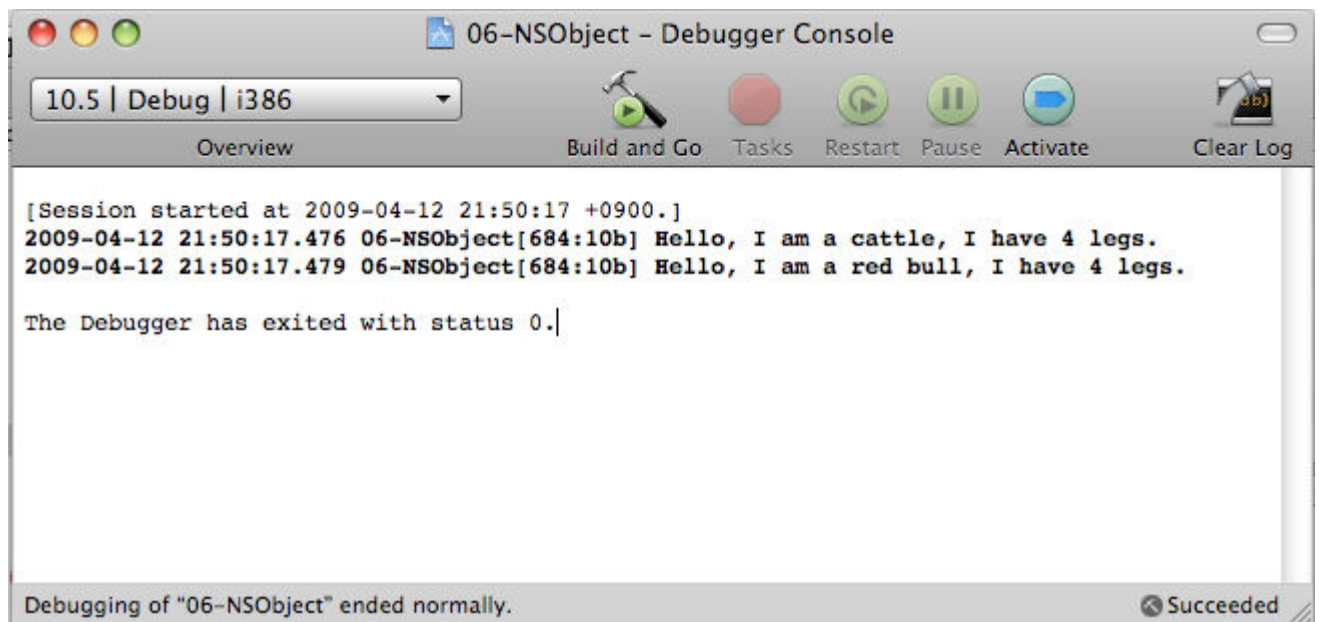 06-NSObject – Debugger Console
10.5 | Debug | i386
Overview
Build and Go
Tasks
Restart
Pause
Activate
Clear Log
[Session started at 2009-04-12 21:50:17 +0900.]
2009-04-12 21:50:17.476 06-NSObject[684:10b] Hello, I am a cattle, I have 4 legs.
2009-04-12 21:50:17.479 06-NSObject[684:10b] Hello, I am a red bull, I have 4 legs.
The Debugger has exited with status 0.
Debugging of "06-NSObject" ended normally.
Succeeded